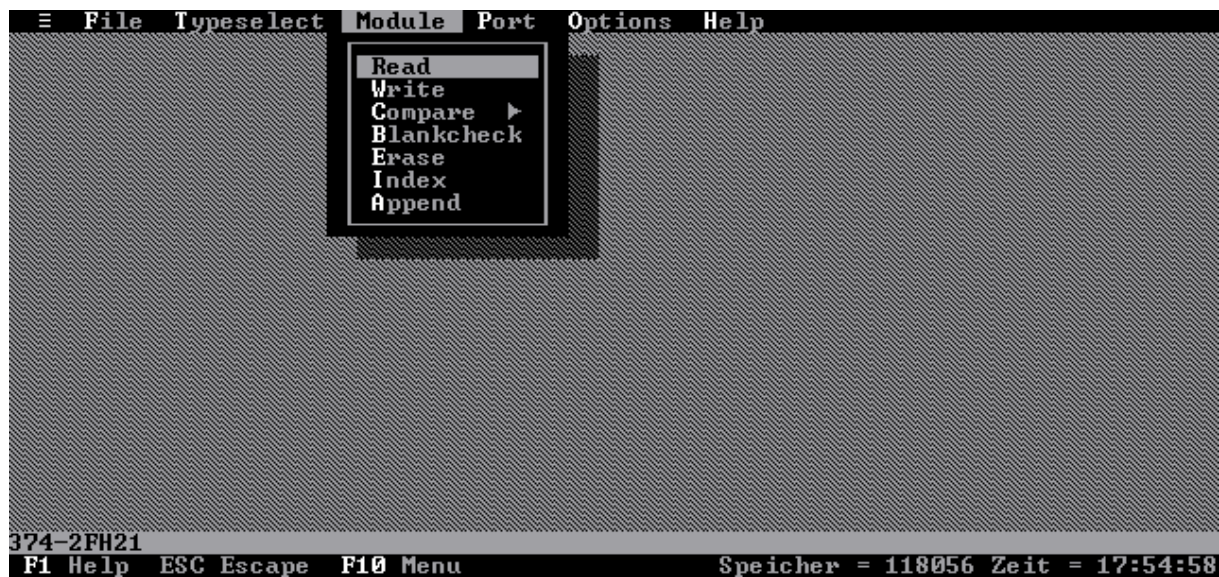 ≡ File Typeselect Module Port Options Help
Read
Write
Compare ►
Blankcheck
Erase
Index
Append
374-2FH21
F1 Help ESC Escape F10 Menu Speicher = 118056 Zeit = 17:54:58